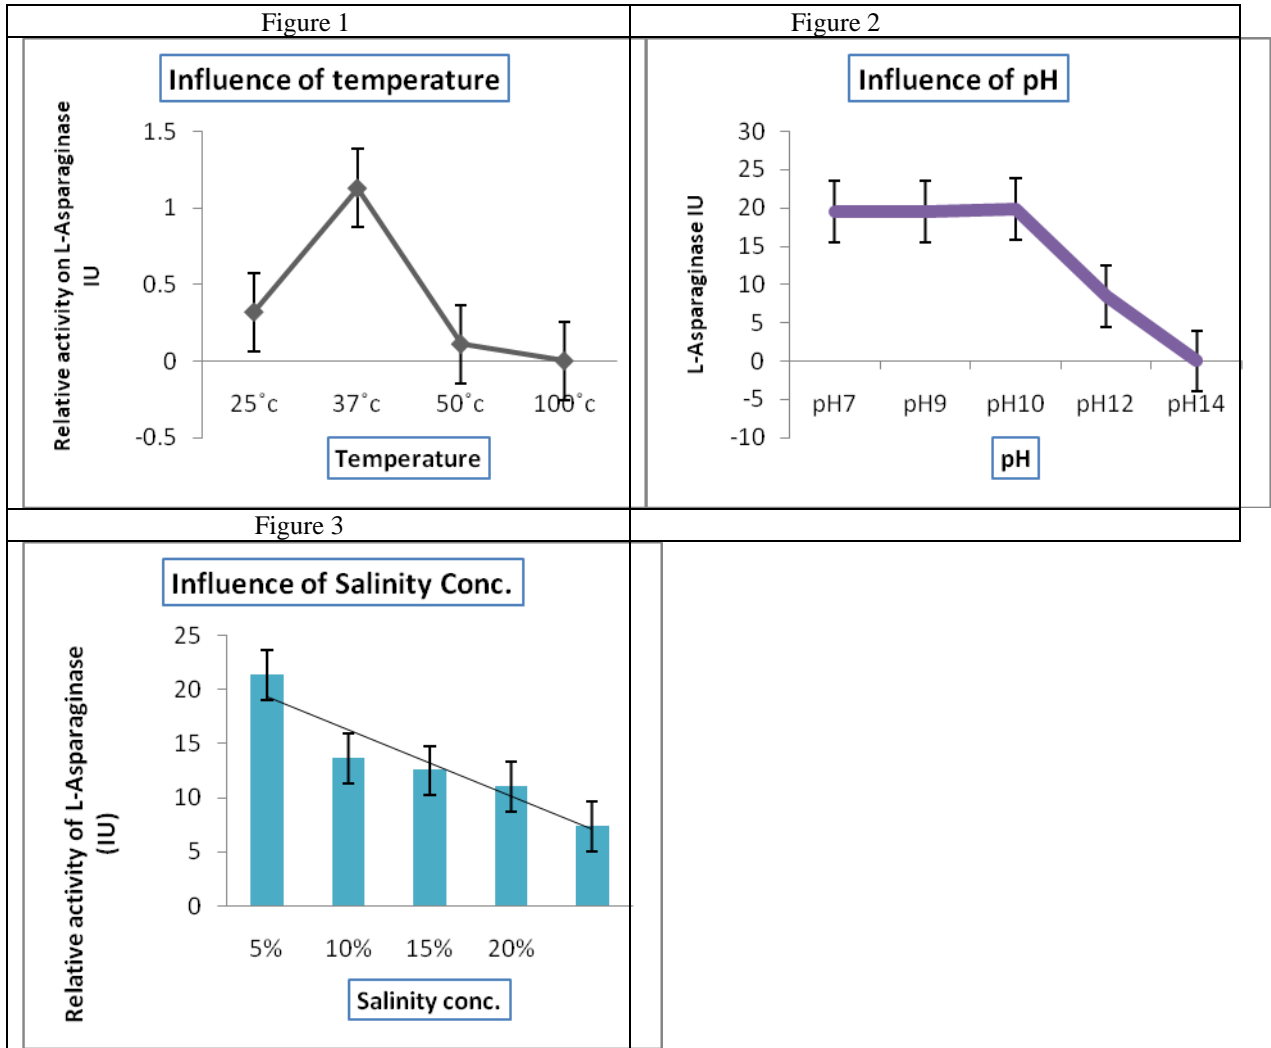 Figure 1
Figure 2
Influence of temperature
Relative activity on L-Asparaginase
IU
1.5
1
0.5
0
-0.5
25˚c 37˚c 50˚c 100˚c
Temperature
Influence of pH
L-Asparaginase IU
30
25
20
15
10
5
0
-5
-10
pH7 pH9 pH10 pH12 pH14
pH
Figure 3
Influence of Salinity Conc.
Relative activity of L-Asparaginase
(IU)
25
20
15
10
5
0
5% 10% 15% 20%
Salinity conc.